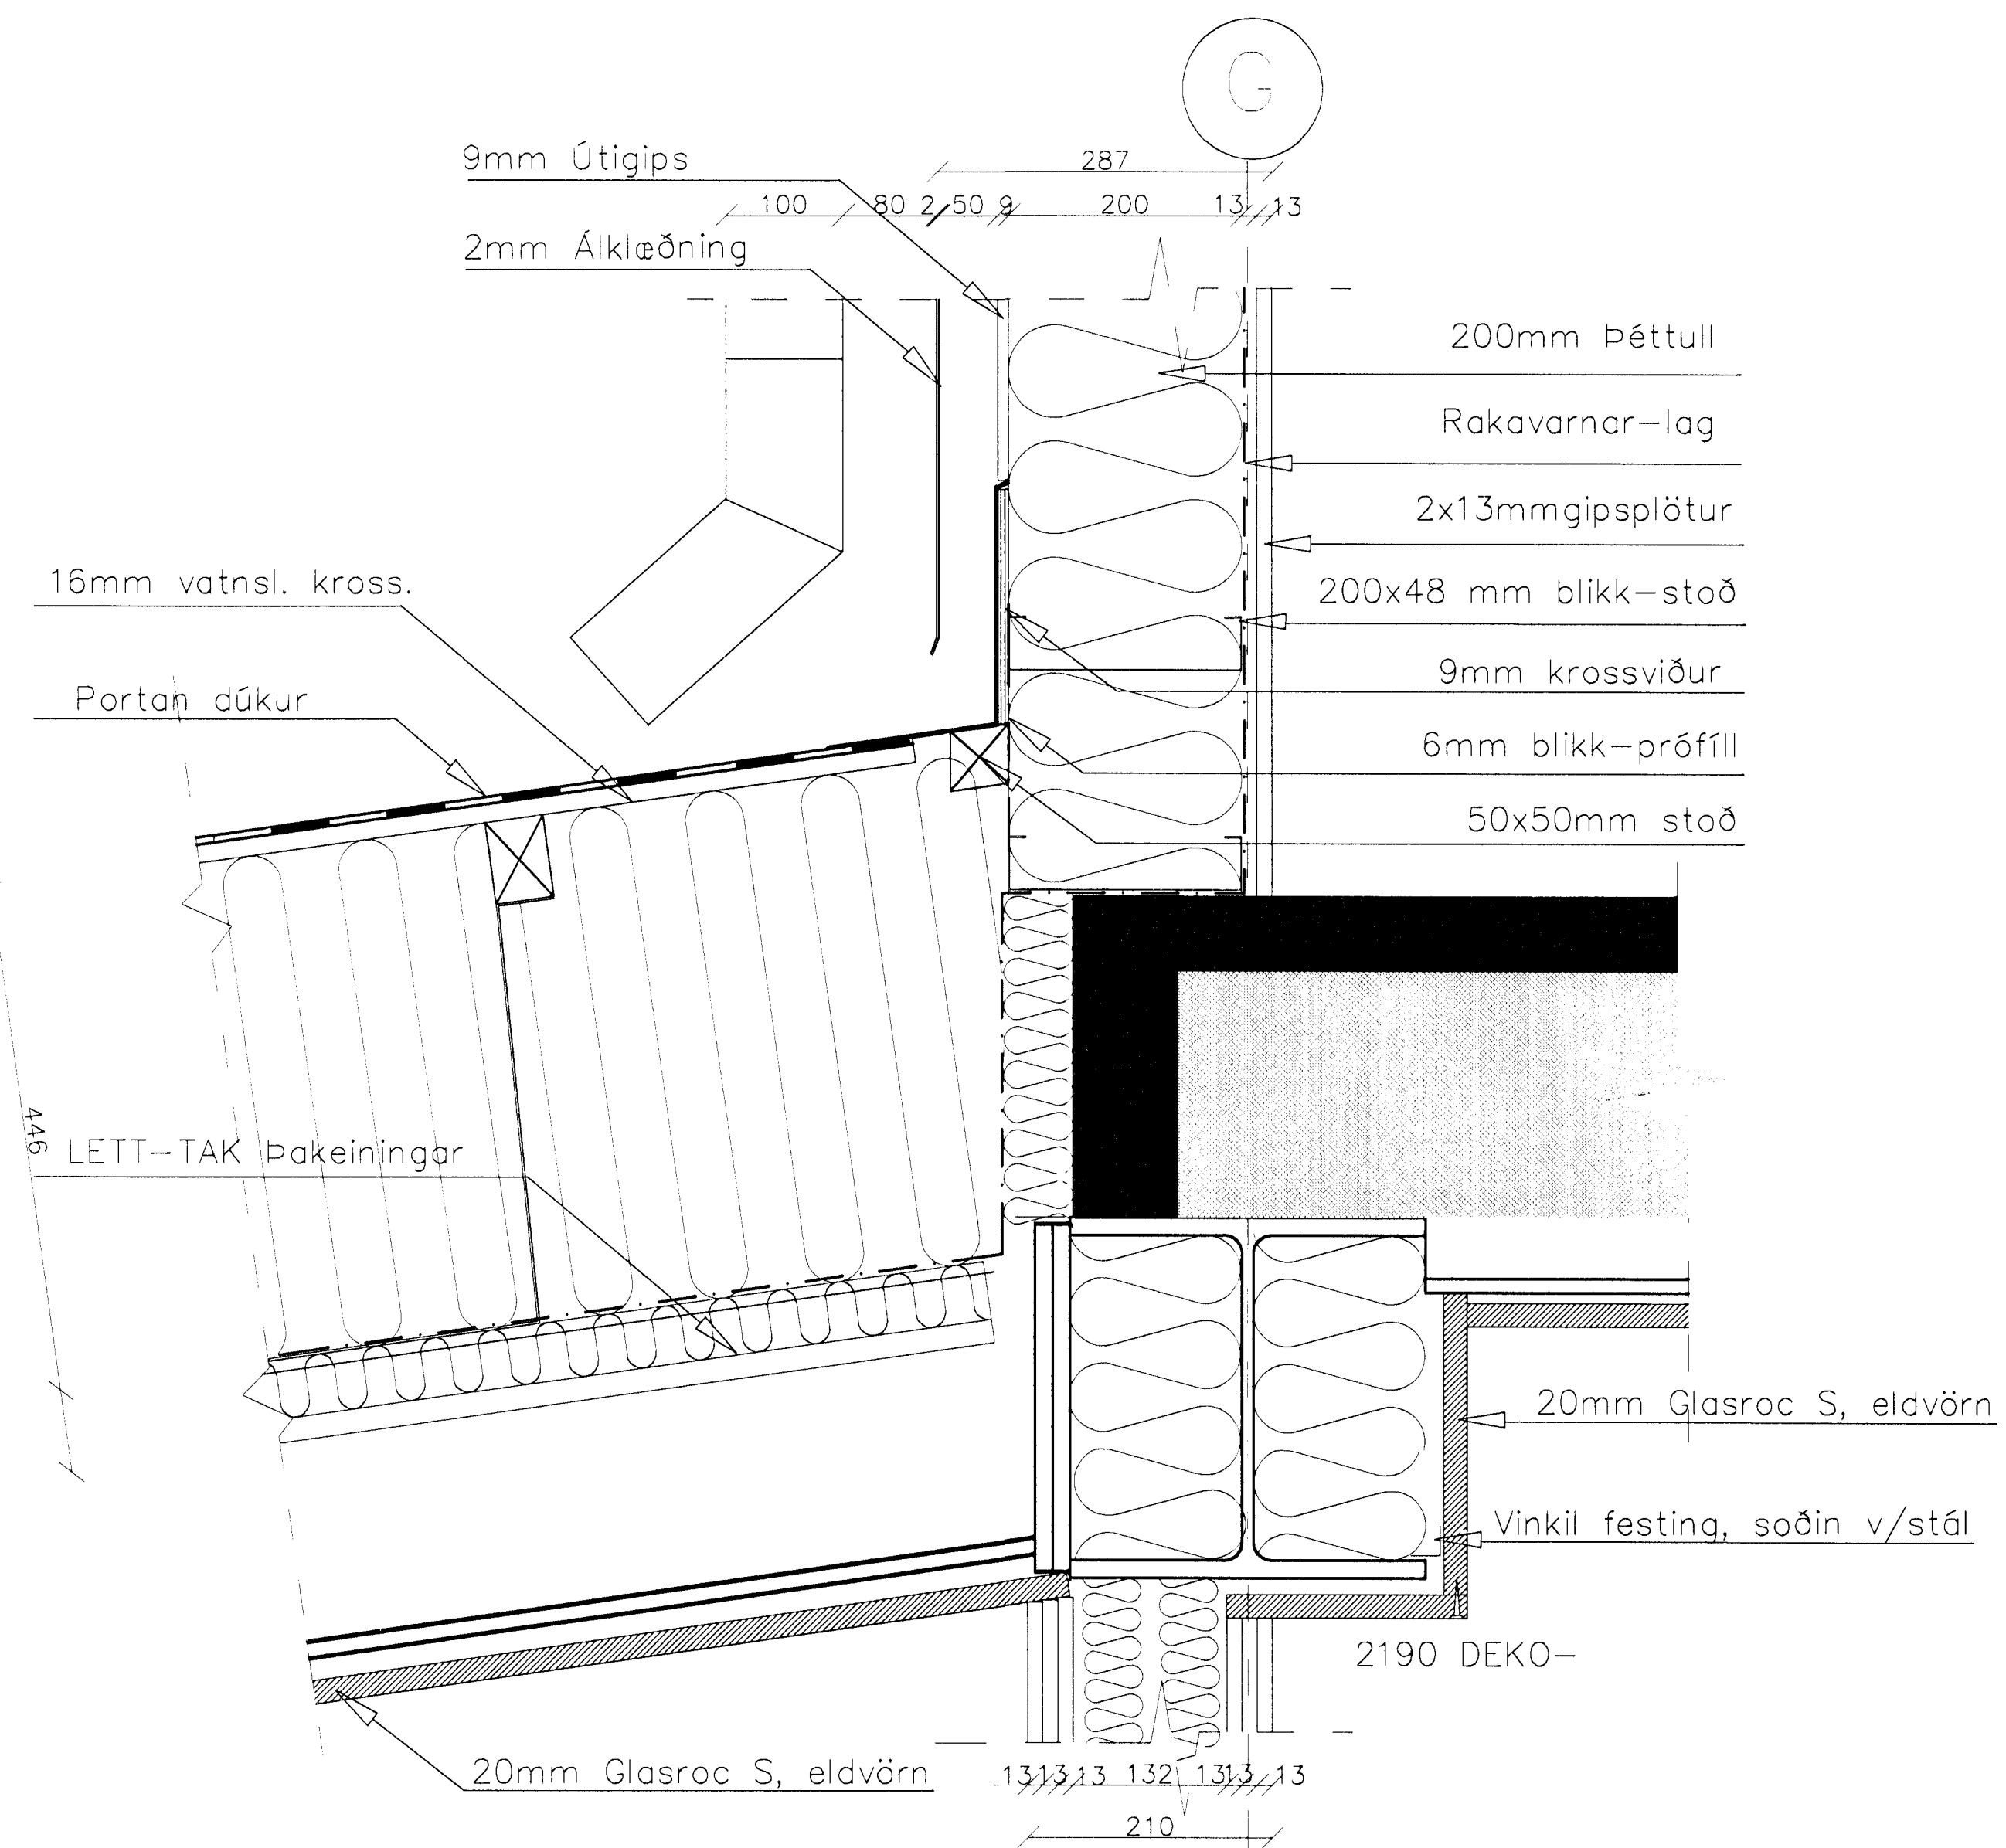 G
287
100 80 2 50 9 200 13 13
9mm Útigips
2mm Álklæðning
200mm Þéttull
Rakavarnar-lag
2x13mmgipsplötur
200x48 mm blikk-stoð
9mm krossviður
6mm blikk-prófíll
50x50mm stoð
16mm vatnsl. kross.
Portan dúkur
446
LETT-TAK Þakeiningar
20mm Glasroc S, eldvörn
Vinkil festing, soðin v/stál
2190 DEKO-
20mm Glasroc S, eldvörn
13 13 13 132 13 13 13
210